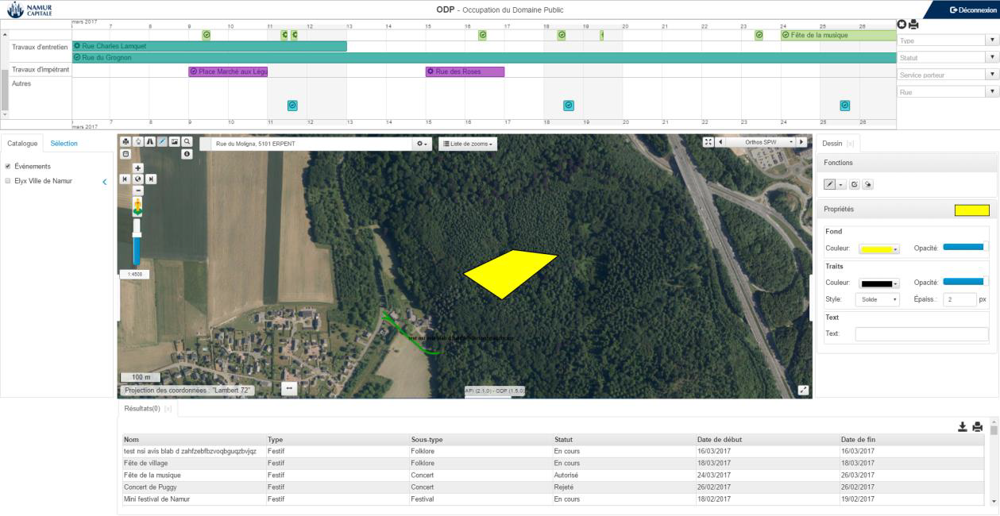 NAMUR CAPITALE
ODP - Occupation du Domaine Public
Déconnexion
mars 2017
7 8 9 10 11 12 13 14 15 16 17 18 19 20 21 22 23 24 25 26
Fête de la musique
Travaux d'entretien
Rue Charles Lamquet
Rue du Grognon
Travaux d'impétrant
Place Marché aux Légu
Rue des Roses
Autres
7 8 9 10 11 12 13 14 15 16 17 18 19 20 21 22 23 24 25 26
mars 2017
Type
Statut
Service porteur
Rue
Catalogue Sélection
Événements
Elyx Ville de Namur
Rue du Moligna, 5101 ERPENT
Liste de zooms
Orthos SPW
1:4508
test nsi avis blab d zahfzebfbzvoqbguqzbvjqz
100 m
Projection des coordonnées : "Lambert 72"
API (2.1.0) - ODP (1.5.0)
Dessin [x]
Fonctions
Propriétés
Fond
Couleur: Opacité:
Traits
Couleur: Opacité:
Style: Solide Épaiss.: 2 px
Text
Text:
Résultats(0) [x]
Nom Type Sous-type Statut Date de début Date de fin
test nsi avis blab d zahfzebfbzvoqbguqzbvjqz Festif Folklore En cours 16/03/2017 16/03/2017
Fête de village Festif Folklore En cours 18/03/2017 18/03/2017
Fête de la musique Festif Concert Autorisé 24/03/2017 26/03/2017
Concert de Puggy Festif Concert Rejeté 26/02/2017 26/02/2017
Mini festival de Namur Festif Festival En cours 18/02/2017 19/02/2017